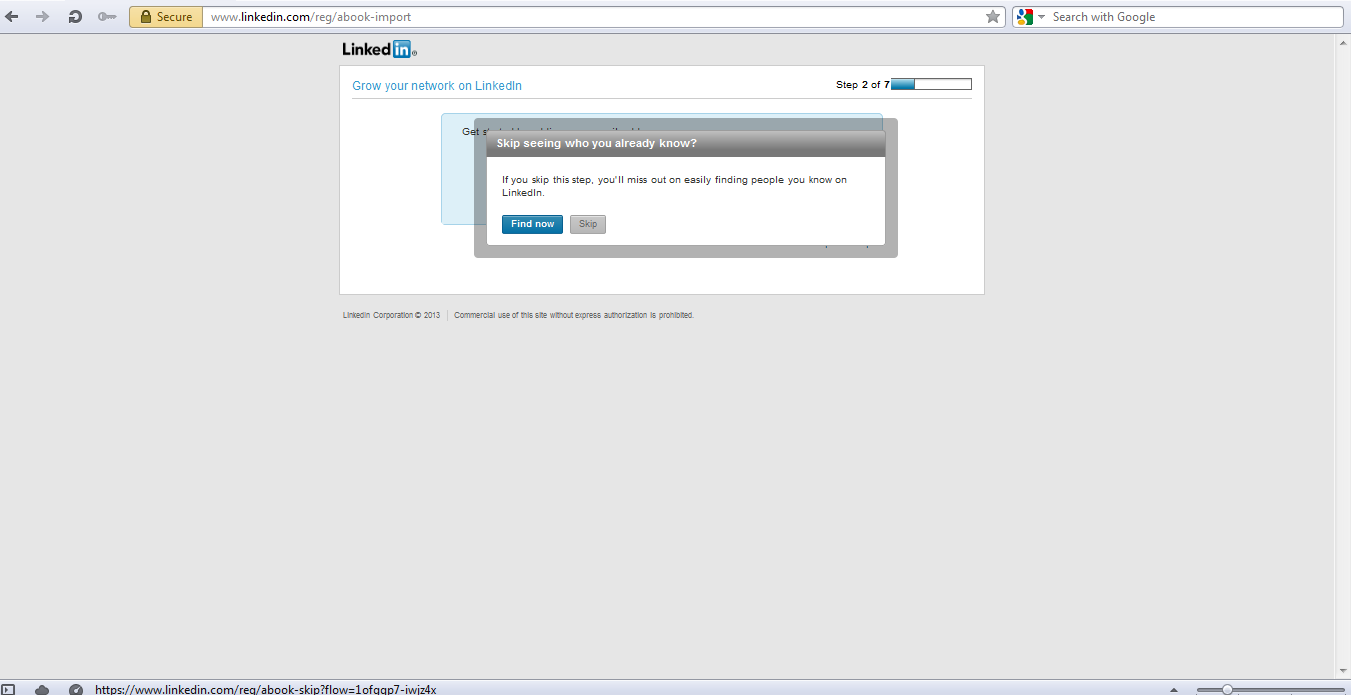 Secure
www.linkedin.com/reg/abook-import
Search with Google
Linked in
Grow your network on LinkedIn
Step 2 of 7
Get
Skip seeing who you already know?
If you skip this step, you'll miss out on easily finding people you know on
LinkedIn.
Find now
Skip
LinkedIn Corporation © 2013
Commercial use of this site without express authorization is prohibited.
https://www.linkedin.com/reg/abook-skip?flow=1ofgqp7-iwjz4x